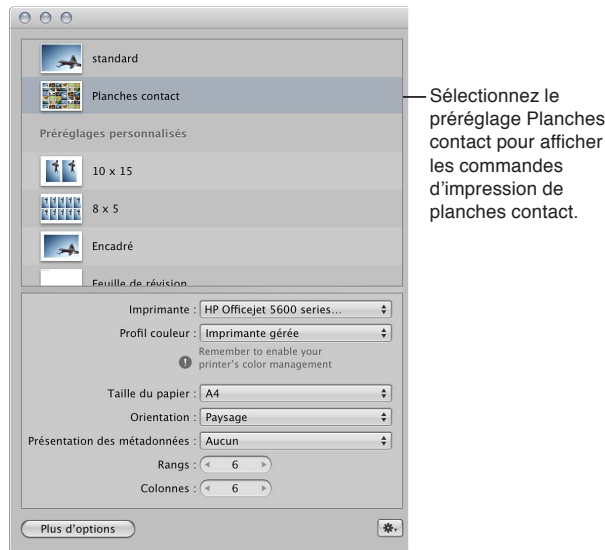 standard
Planches contact
Préréglages personnalisés
10 x 15
8 x 5
Encadré
Feuille de révision
Imprimante : HP Officejet 5600 series...
Profil couleur : Imprimante gérée
Remember to enable your
printer's color management
Taille du papier : A4
Orientation : Paysage
Présentation des métadonnées : Aucun
Rangs : 6
Colonnes : 6
Plus d'options
Sélectionnez le
préréglage Planches
contact pour afficher
les commandes
d'impression de
planches contact.